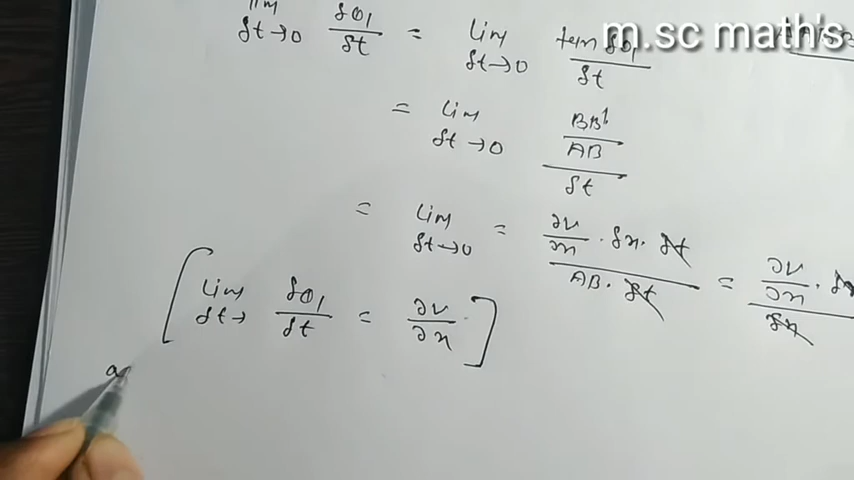 m.sc math's
lim δt→0 δθ₁/δt = lim δt→0 tan δθ₁/δt
= lim δt→0 (BB¹/AB)/δt
= lim δt→0 = (∂v/∂x · δx · δt)/(AB · δt) = (∂v/∂x · δx)/δx
[lim δt→ δθ₁/δt = ∂v/∂x]